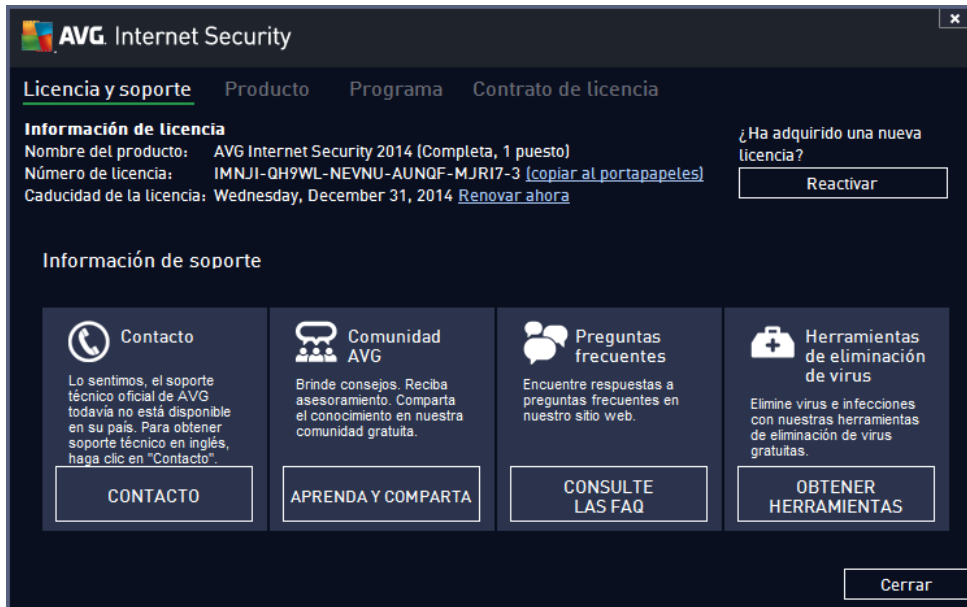 AVG. Internet Security
x
Licencia y soporte Producto Programa Contrato de licencia
Información de licencia
Nombre del producto: AVG Internet Security 2014 (Completa, 1 puesto)
Número de licencia: IMNJI-QH9WL-NEVNU-AUNQF-MJRI7-3 (copiar al portapapeles)
Caducidad de la licencia: Wednesday, December 31, 2014 Renovar ahora
¿Ha adquirido una nueva
licencia?
Reactivar
Información de soporte
Contacto
Lo sentimos, el soporte
técnico oficial de AVG
todavía no está disponible
en su país. Para obtener
soporte técnico en inglés,
haga clic en "Contacto".
CONTACTO
Comunidad
AVG
Brinde consejos. Reciba
asesoramiento. Comparta
el conocimiento en nuestra
comunidad gratuita.
APRENDA Y COMPARTA
Preguntas
frecuentes
Encuentre respuestas a
preguntas frecuentes en
nuestro sitio web.
CONSULTE
LAS FAQ
Herramientas
de eliminación
de virus
Elimine virus e infecciones
con nuestras herramientas
de eliminación de virus
gratuitas.
OBTENER
HERRAMIENTAS
Cerrar